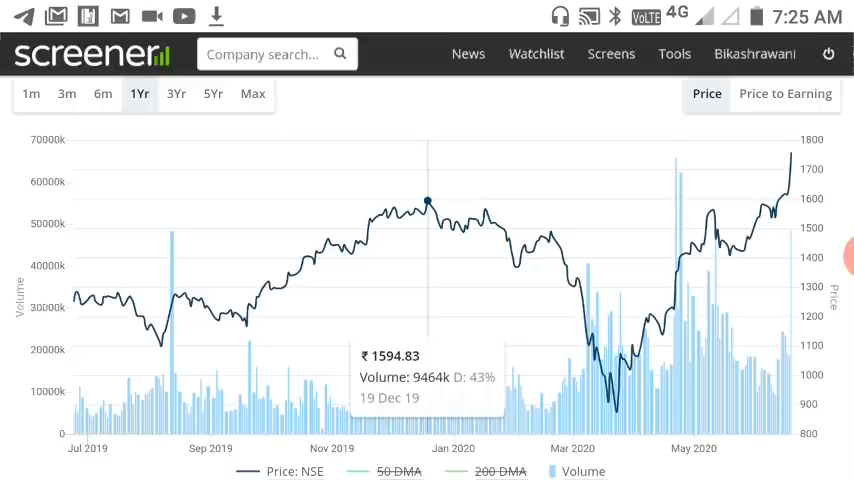 VoLTE 4G 7:25 AM
screener Company search... News Watchlist Screens Tools Bikashrawani
1m 3m 6m 1Yr 3Yr 5Yr Max Price Price to Earning
70000k 1800
1700
60000k 1600
50000k 1500
1400
40000k
1300
30000k 1200
1100
20000k
1000
10000k
900
0 800
Volume
Price
₹ 1594.83
Volume: 9464k D: 43%
19 Dec 19
Jul 2019 Sep 2019 Nov 2019 Jan 2020 Mar 2020 May 2020
Price: NSE 50 DMA 200 DMA Volume